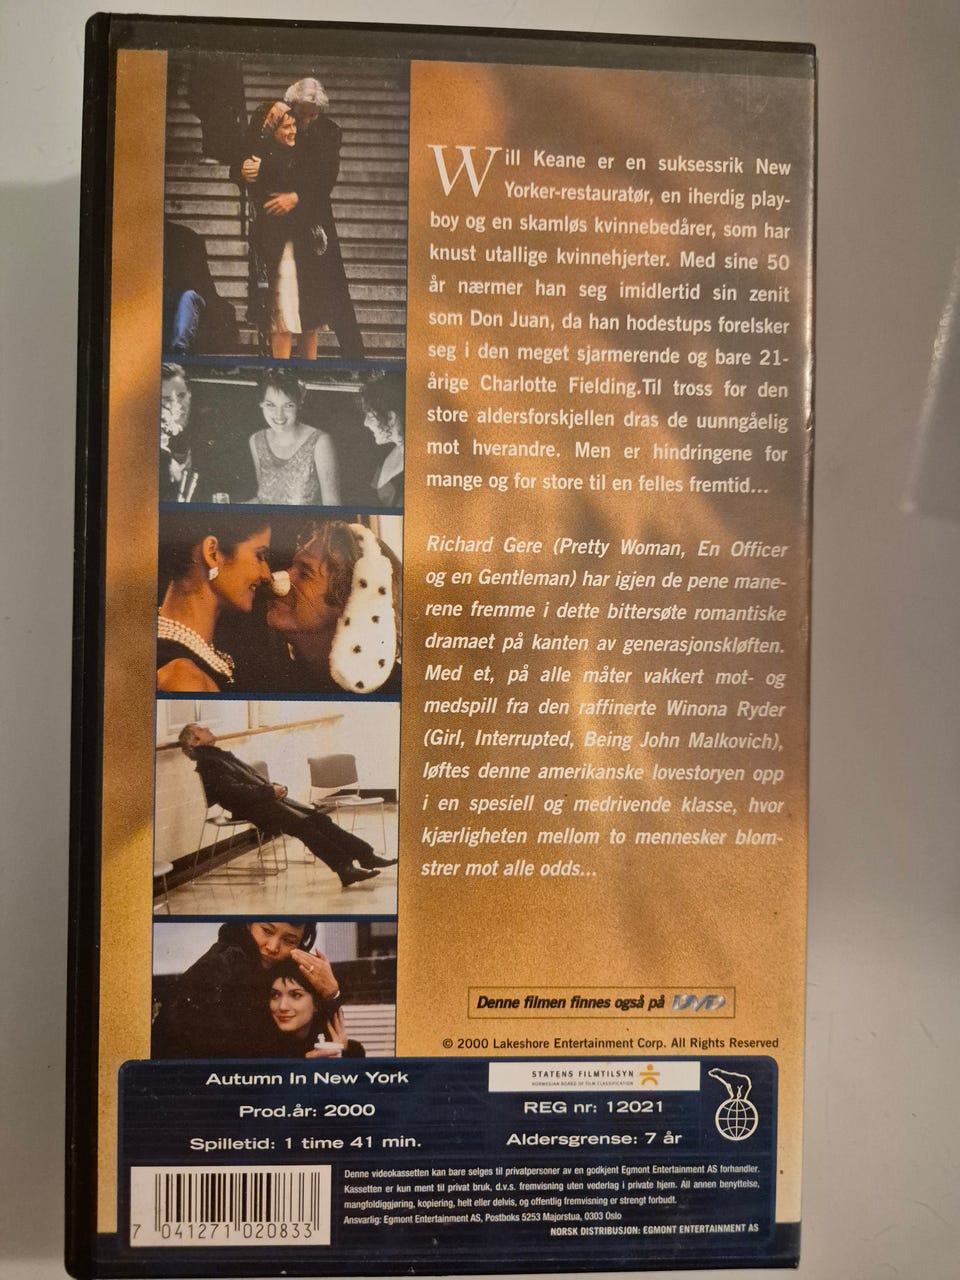 Will Keane er en suksessrik New
Yorker-restauratør, en iherdig play-
boy og en skamløs kvinnebedårer, som har
knust utallige kvinnehjerter. Med sine 50
år nærmer han seg imidlertid sin zenit
som Don Juan, da han hodestups forelsker
seg i den meget sjarmerende og bare 21-
årige Charlotte Fielding.Til tross for den
store aldersforskjellen dras de uunngåelig
mot hverandre. Men er hindringene for
mange og for store til en felles fremtid...
Richard Gere (Pretty Woman, En Officer
og en Gentleman) har igjen de pene mane-
rene fremme i dette bittersøte romantiske
dramaet på kanten av generasjonskløften.
Med et, på alle måter vakkert mot- og
medspill fra den raffinerte Winona Ryder
(Girl, Interrupted, Being John Malkovich),
løftes denne amerikanske lovestoryen opp
i en spesiell og medrivende klasse, hvor
kjærligheten mellom to mennesker blom-
strer mot alle odds...
Denne filmen finnes også på DVD
© 2000 Lakeshore Entertainment Corp. All Rights Reserved
Autumn In New York
Prod.år: 2000
Spilletid: 1 time 41 min.
STATENS FILMTILSYN
NORWEGIAN BOARD OF FILM CLASSIFICATION
REG nr: 12021
Aldersgrense: 7 år
Denne videokassetten kan bare selges til privatpersoner av en godkjent Egmont Entertainment AS forhandler.
Kassetten er kun ment til privat bruk, d.v.s. fremvisning uten vederlag i private hjem. All annen benyttelse,
mangfoldiggjøring, kopiering, helt eller delvis, og offentlig fremvisning er strengt forbudt.
Ansvarlig: Egmont Entertainment AS, Postboks 5253 Majorstua, 0303 Oslo
NORSK DISTRIBUSJON: EGMONT ENTERTAINMENT AS
7 041271 020833